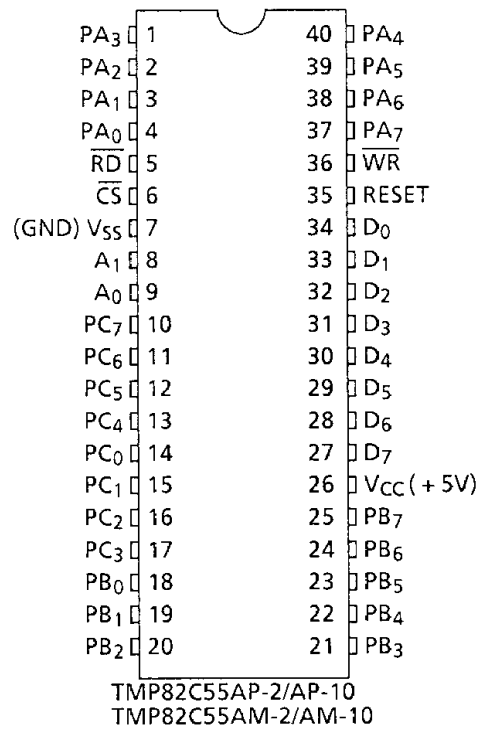 PA3 1 40 PA4
PA2 2 39 PA5
PA1 3 38 PA6
PA0 4 37 PA7
R̅D̅ 5 36 W̅R̅
C̅S̅ 6 35 RESET
(GND) VSS 7 34 D0
A1 8 33 D1
A0 9 32 D2
PC7 10 31 D3
PC6 11 30 D4
PC5 12 29 D5
PC4 13 28 D6
PC0 14 27 D7
PC1 15 26 VCC (+5V)
PC2 16 25 PB7
PC3 17 24 PB6
PB0 18 23 PB5
PB1 19 22 PB4
PB2 20 21 PB3
TMP82C55AP-2/AP-10
TMP82C55AM-2/AM-10